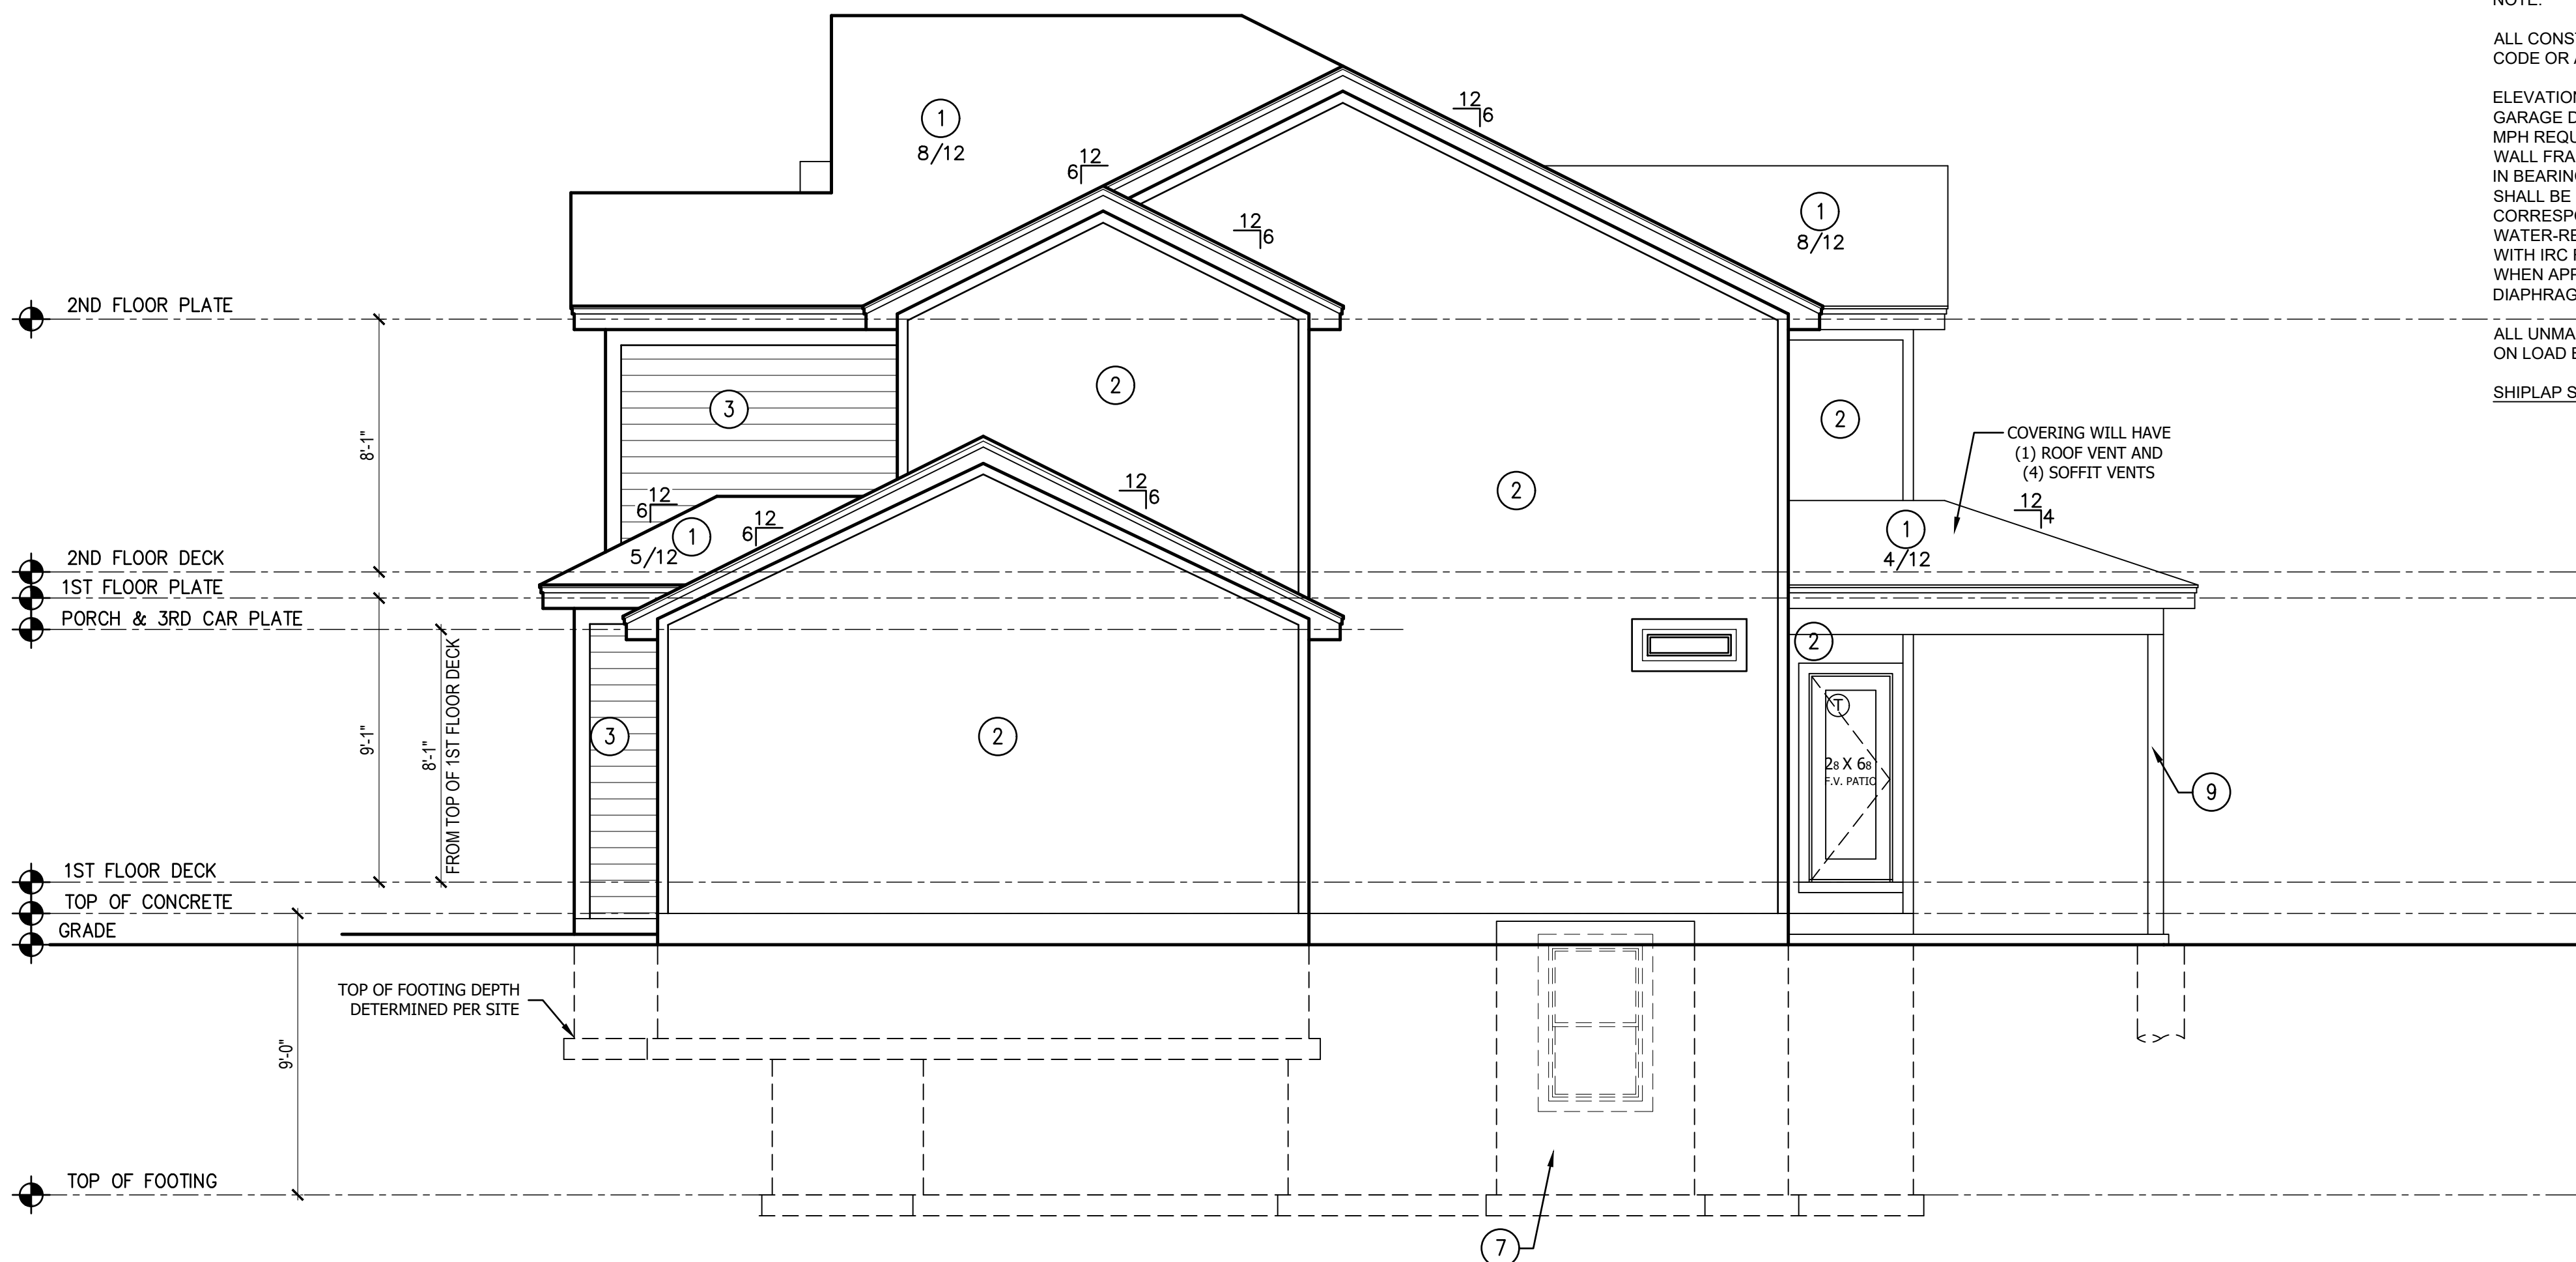 NOTE:
ALL CONS
CODE OR
ELEVATION
GARAGE
MPH REQU
WALL FRA
IN BEARING
SHALL BE
CORRESPO
WATER-RE
WITH IRC
WHEN APP
DIAPHRAG
ALL UNMA
ON LOAD
SHIPLAP S
1
8/12
12
6
12
6
12
6
1
8/12
2ND FLOOR PLATE
3
2
2
2
COVERING WILL HAVE
(1) ROOF VENT AND
(4) SOFFIT VENTS
12
4
8'-1"
12
6
12
6
12
6
1
5/12
1
4/12
2ND FLOOR DECK
1ST FLOOR PLATE
PORCH & 3RD CAR PLATE
2
T
28 X 68
F.V. PATIO
9'-1"
8'-1"
FROM TOP OF 1ST FLOOR DECK
3
2
9
1ST FLOOR DECK
TOP OF CONCRETE
GRADE
TOP OF FOOTING DEPTH
DETERMINED PER SITE
9'-0"
TOP OF FOOTING
7